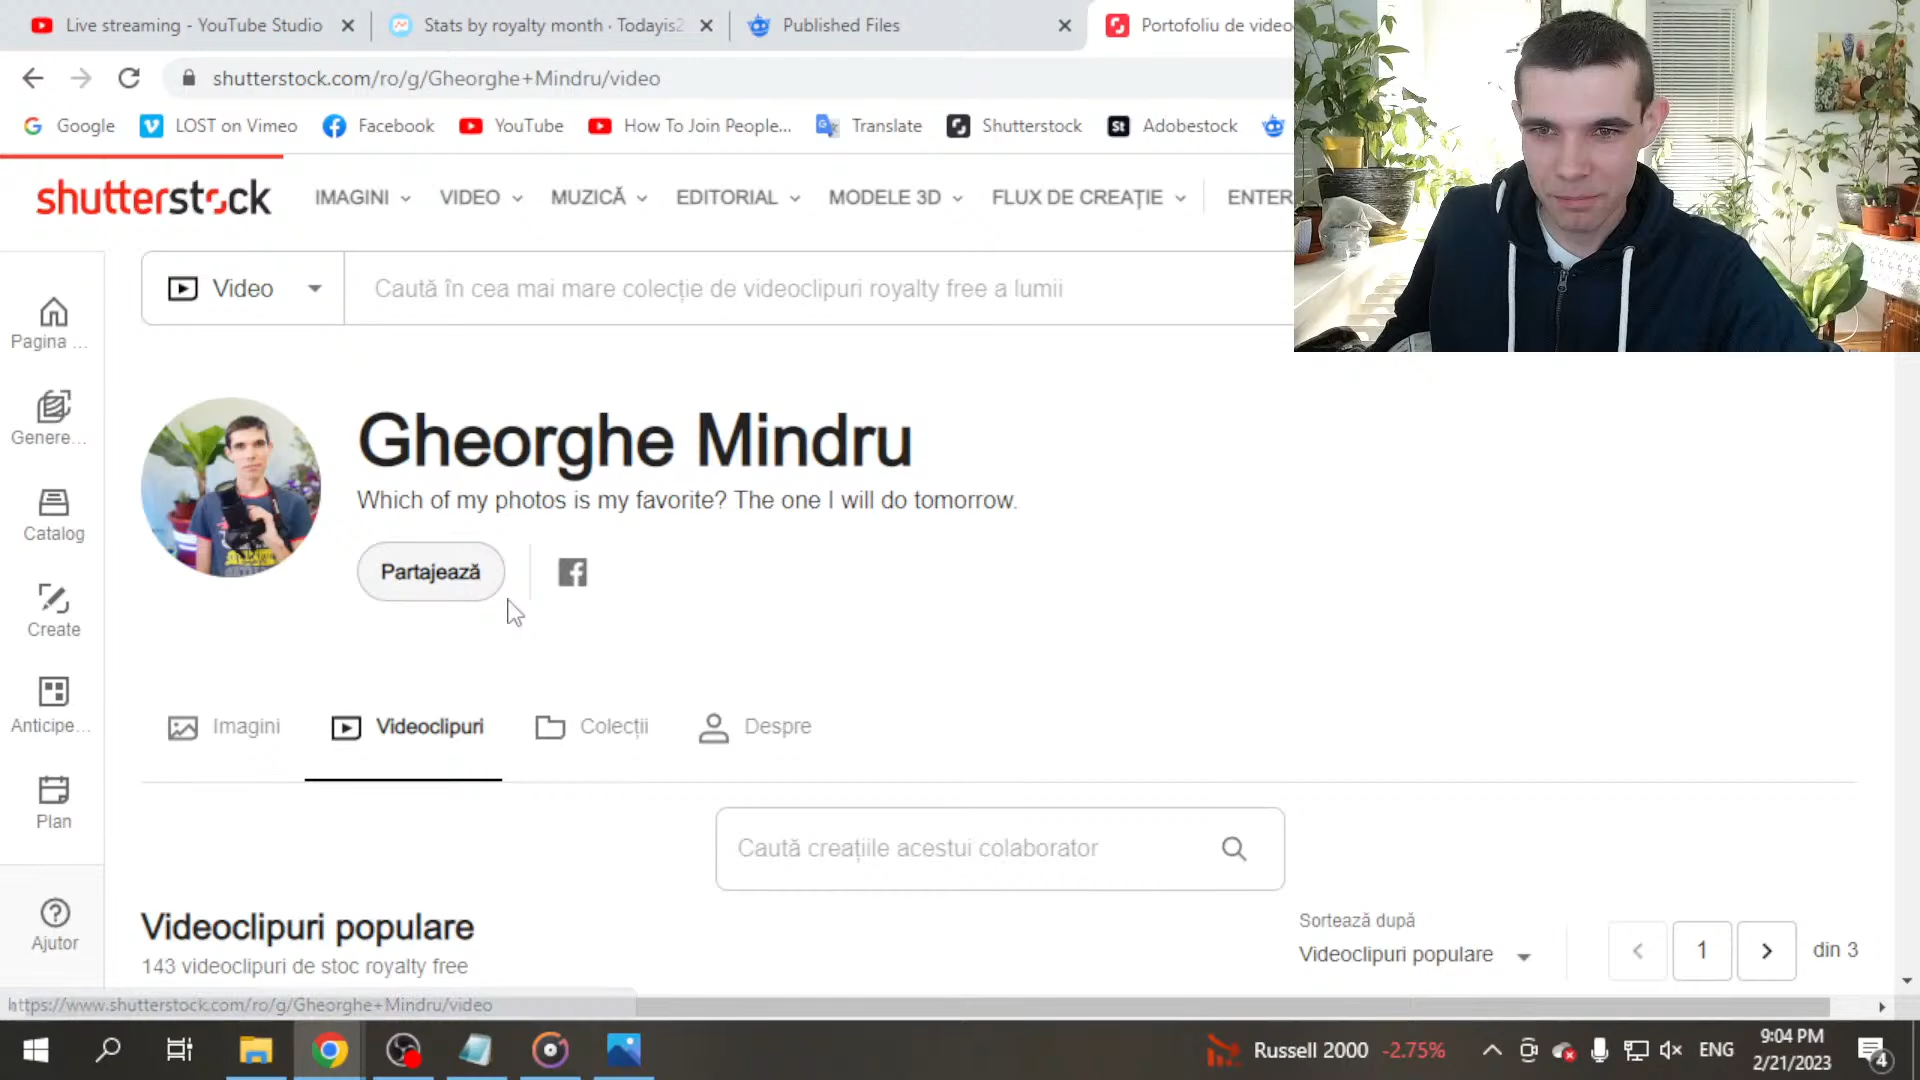 Live streaming - YouTube Studio
Stats by royalty month · Todayis2
Published Files
Portofoliu de video
shutterstock.com/ro/g/Gheorghe+Mindru/video
Google
LOST on Vimeo
Facebook
YouTube
How To Join People...
Translate
Shutterstock
St
Adobestock
shutterstock
IMAGINI
VIDEO
MUZICĂ
EDITORIAL
MODELE 3D
FLUX DE CREAȚIE
ENTER
Video
Caută în cea mai mare colecție de videoclipuri royalty free a lumii
Pagina ...
Genere...
Catalog
Create
Anticipe...
Plan
Ajutor
Gheorghe Mindru
Which of my photos is my favorite? The one I will do tomorrow.
Partajează
Imagini
Videoclipuri
Colecții
Despre
Caută creațiile acestui colaborator
Videoclipuri populare
143 videoclipuri de stoc royalty free
Sortează după
Videoclipuri populare
1
din 3
https://www.shutterstock.com/ro/g/Gheorghe+Mindru/video
Russell 2000 -2.75%
ENG
9:04 PM
2/21/2023
4